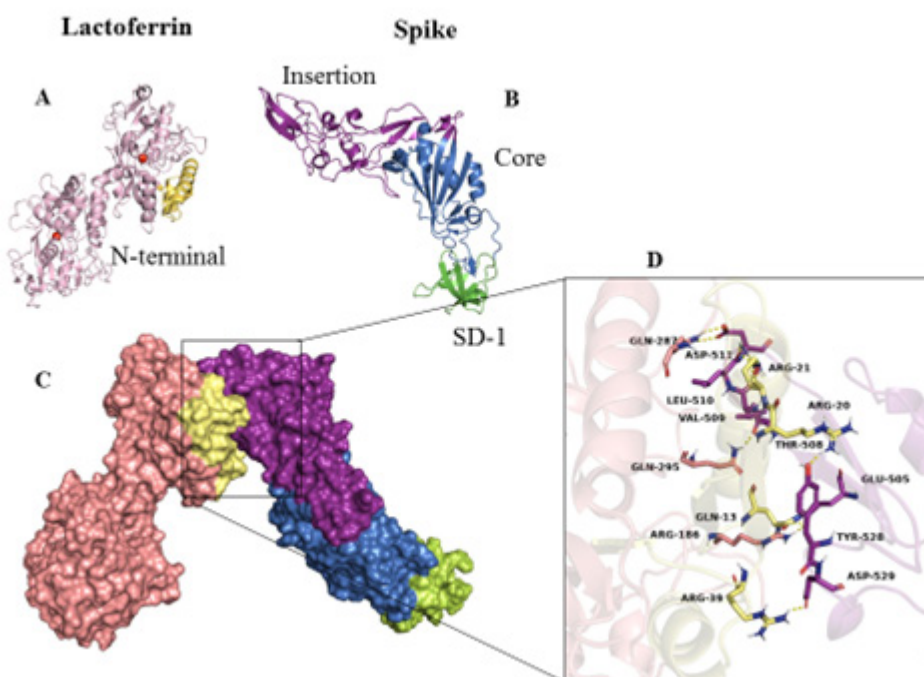 Lactoferrin
Spike
A
Insertion
B
Core
N-terminal
SD-1
C
D
GLN-287
ASP-511
ARG-21
LEU-510
VAL-509
ARG-20
THR-508
GLN-295
GLU-505
GLN-13
ARG-186
TYR-528
ASP-529
ARG-39